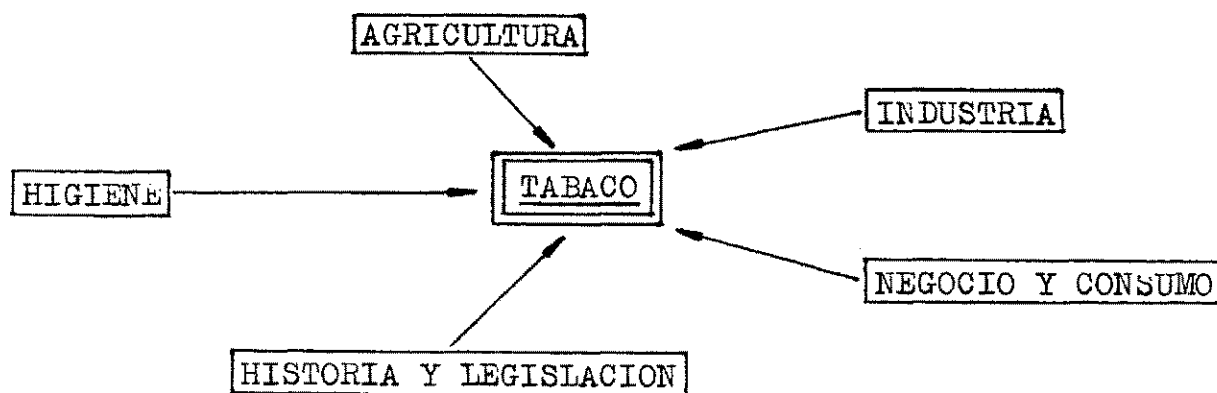 AGRICULTURA
INDUSTRIA
HIGIENE
TABACO
NEGOCIO Y CONSUMO
HISTORIA Y LEGISLACION